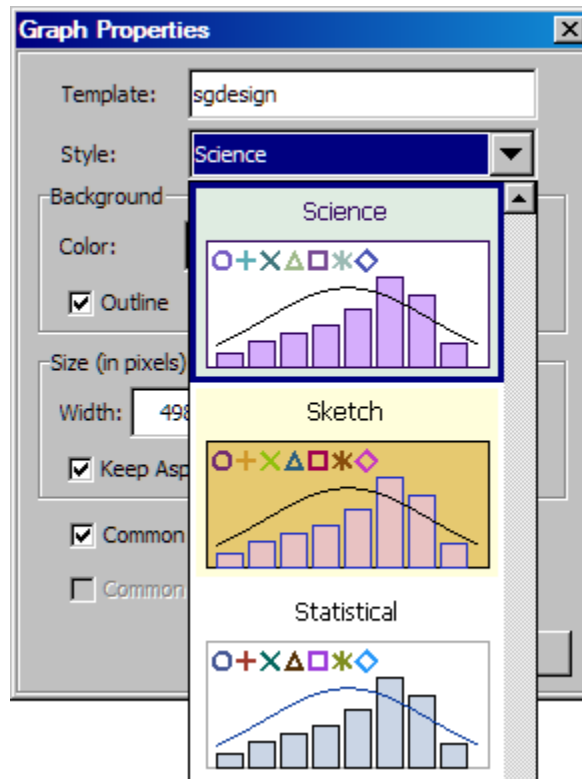 Graph Properties
Template: sgdesign
Style: Science
Background
Color:
Outline
Size (in pixels)
Width: 498
Keep Asp
Common
Common
Science
Sketch
Statistical